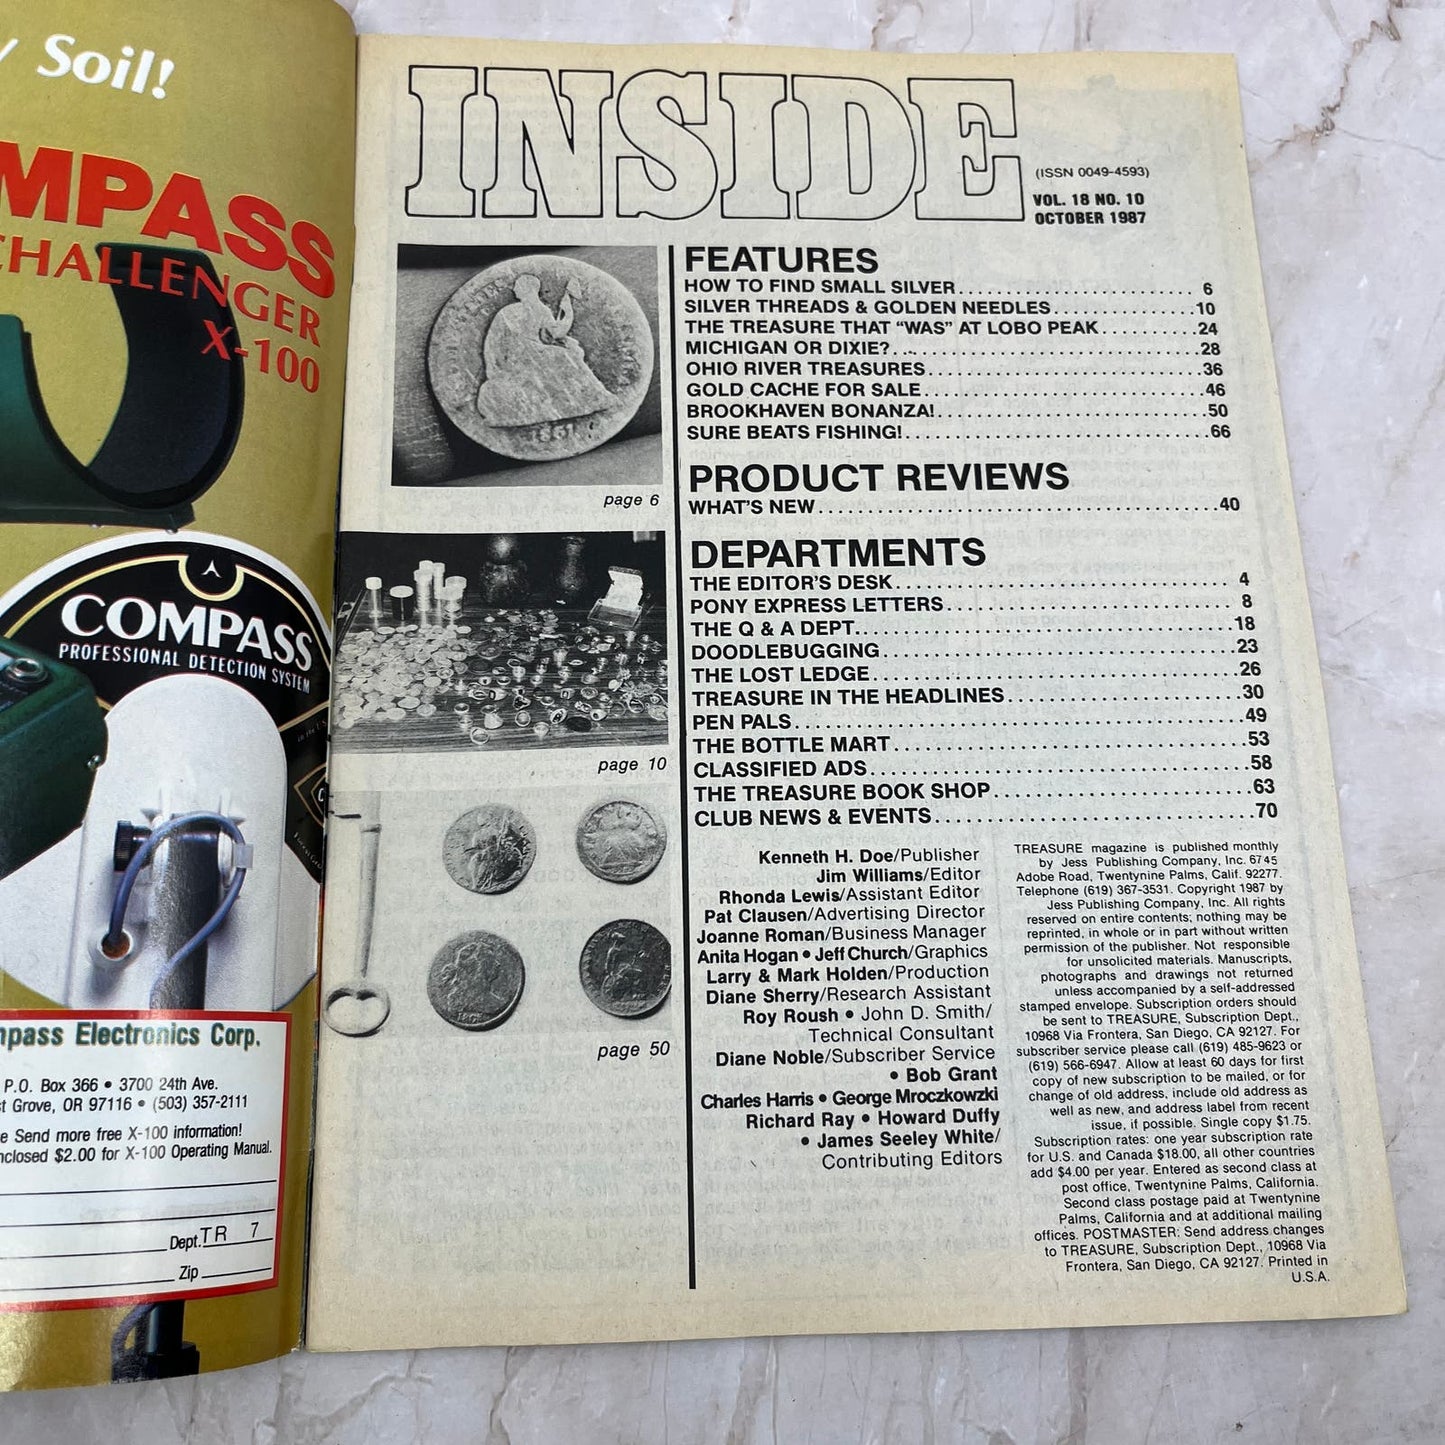 Soil!
MPASS
CHALLENGER
X-100
COMPASS
PROFESSIONAL DETECTION SYSTEM
Electronics Corp.
P.O. Box 366 • 3700 24th Ave.
Grove, OR 97116 • (503) 357-2111
Send more free X-100 information!
$2.00 for X-100 Operating Manual.
Dept. TR 7
Zip
INSIDE
(ISSN 0049-4593)
VOL. 18 NO. 10
OCTOBER 1987
page 6
page 10
page 50
FEATURES
HOW TO FIND SMALL SILVER 6
SILVER THREADS & GOLDEN NEEDLES 10
THE TREASURE THAT “WAS” AT LOBO PEAK 24
MICHIGAN OR DIXIE? 28
OHIO RIVER TREASURES 36
GOLD CACHE FOR SALE 46
BROOKHAVEN BONANZA! 50
SURE BEATS FISHING! 66
PRODUCT REVIEWS
WHAT'S NEW 40
DEPARTMENTS
THE EDITOR'S DESK 4
PONY EXPRESS LETTERS 8
THE Q & A DEPT. 18
DOODLEBUGGING 23
THE LOST LEDGE 26
TREASURE IN THE HEADLINES 30
PEN PALS 49
THE BOTTLE MART 53
CLASSIFIED ADS 58
THE TREASURE BOOK SHOP 63
CLUB NEWS & EVENTS 70
Kenneth H. Doe/Publisher
Jim Williams/Editor
Rhonda Lewis/Assistant Editor
Pat Clausen/Advertising Director
Joanne Roman/Business Manager
Anita Hogan • Jeff Church/Graphics
Larry & Mark Holden/Production
Diane Sherry/Research Assistant
Roy Roush • John D. Smith/
Technical Consultant
Diane Noble/Subscriber Service
• Bob Grant
Charles Harris • George Mroczkowzki
Richard Ray • Howard Duffy
• James Seeley White/
Contributing Editors
TREASURE magazine is published monthly
by Jess Publishing Company, Inc. 6745
Adobe Road, Twentynine Palms, Calif. 92277.
Telephone (619) 367-3531. Copyright 1987 by
Jess Publishing Company, Inc. All rights
reserved on entire contents; nothing may be
reprinted, in whole or in part without written
permission of the publisher. Not responsible
for unsolicited materials. Manuscripts,
photographs and drawings not returned
unless accompanied by a self-addressed
stamped envelope. Subscription orders should
be sent to TREASURE, Subscription Dept.,
10968 Via Frontera, San Diego, CA 92127. For
subscriber service please call (619) 485-9623 or
(619) 566-6947. Allow at least 60 days for first
copy of new subscription to be mailed, or for
change of old address, include old address as
well as new, and address label from recent
issue, if possible. Single copy $1.75.
Subscription rates: one year subscription rate
for U.S. and Canada $18.00, all other countries
add $4.00 per year. Entered as second class at
post office, Twentynine Palms, California.
Second class postage paid at Twentynine
Palms, California and at additional mailing
offices. POSTMASTER: Send address changes
to TREASURE, Subscription Dept., 10968 Via
Frontera, San Diego, CA 92127. Printed in
U.S.A.